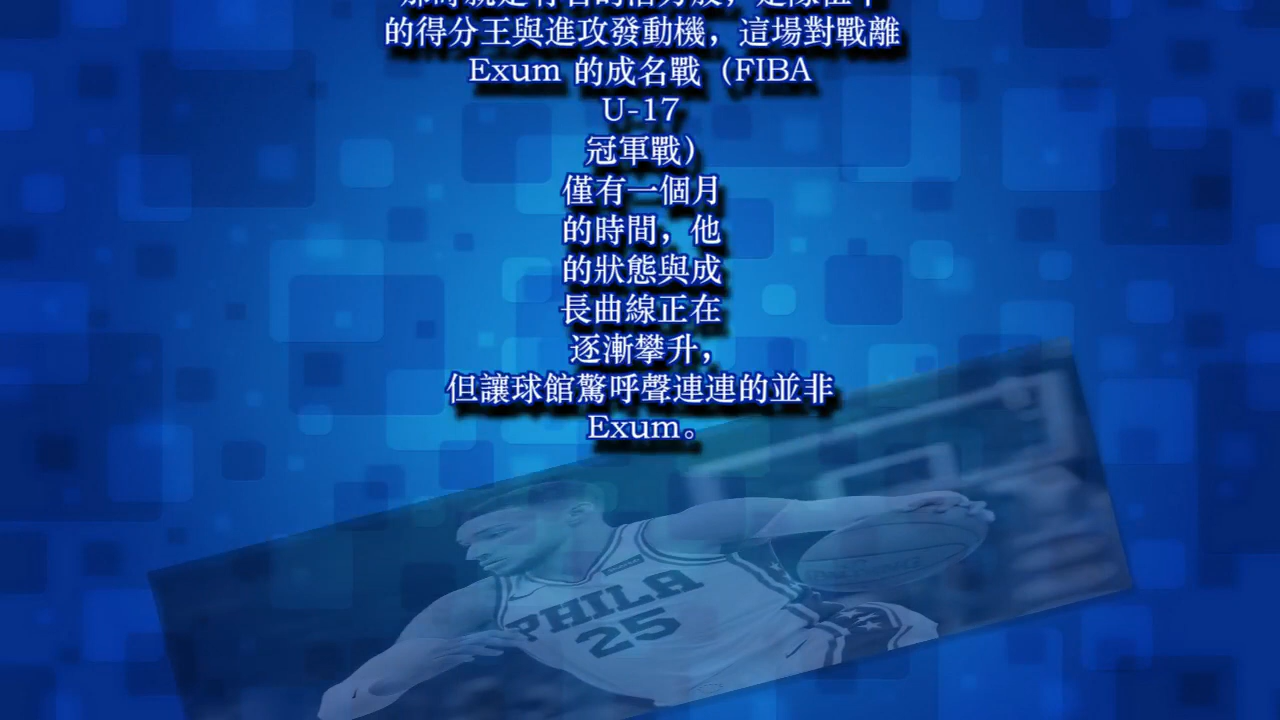 的得分王與進攻發動機，這場對戰離
Exum 的成名戰（FIBA
U-17
冠軍戰）
僅有一個月
的時間，他
的狀態與成
長曲線正在
逐漸攀升，
但讓球館驚呼聲連連的並非
Exum。
PHILA
25